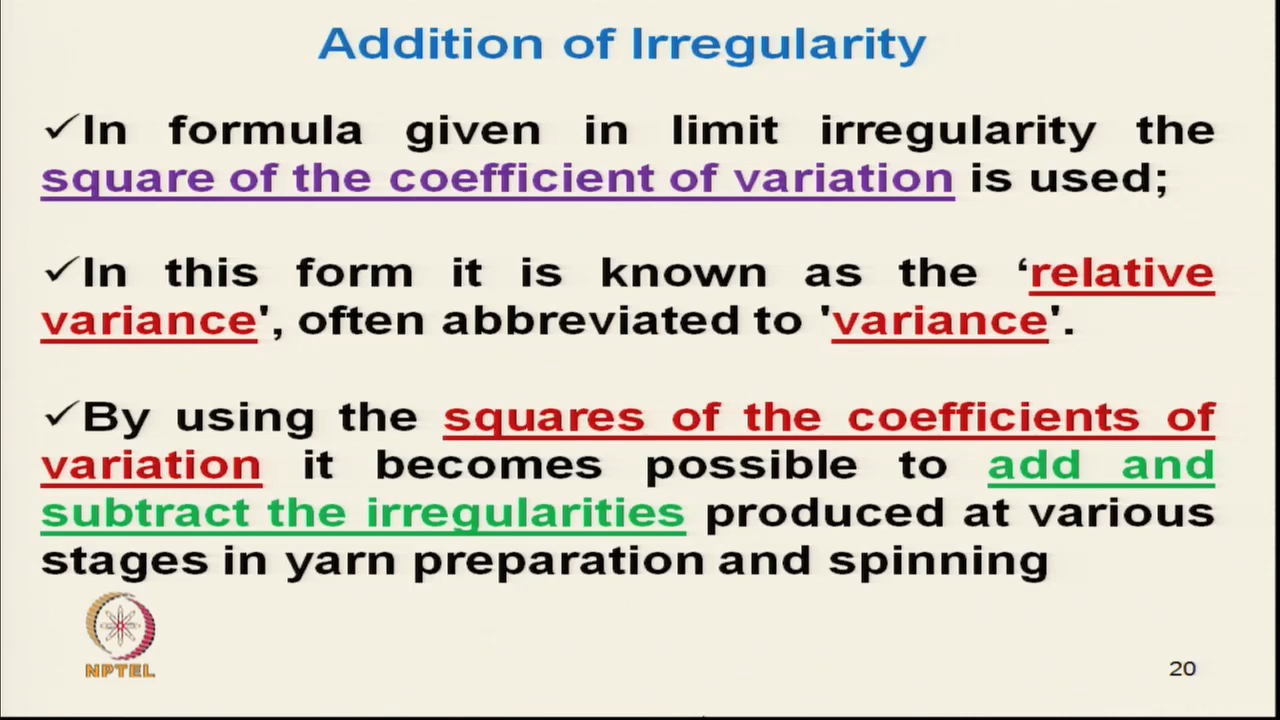 Addition of Irregularity
✓In formula given in limit irregularity the
square of the coefficient of variation is used;
✓In this form it is known as the ‘relative
variance', often abbreviated to 'variance'.
✓By using the squares of the coefficients of
variation it becomes possible to add and
subtract the irregularities produced at various
stages in yarn preparation and spinning
NPTEL
20